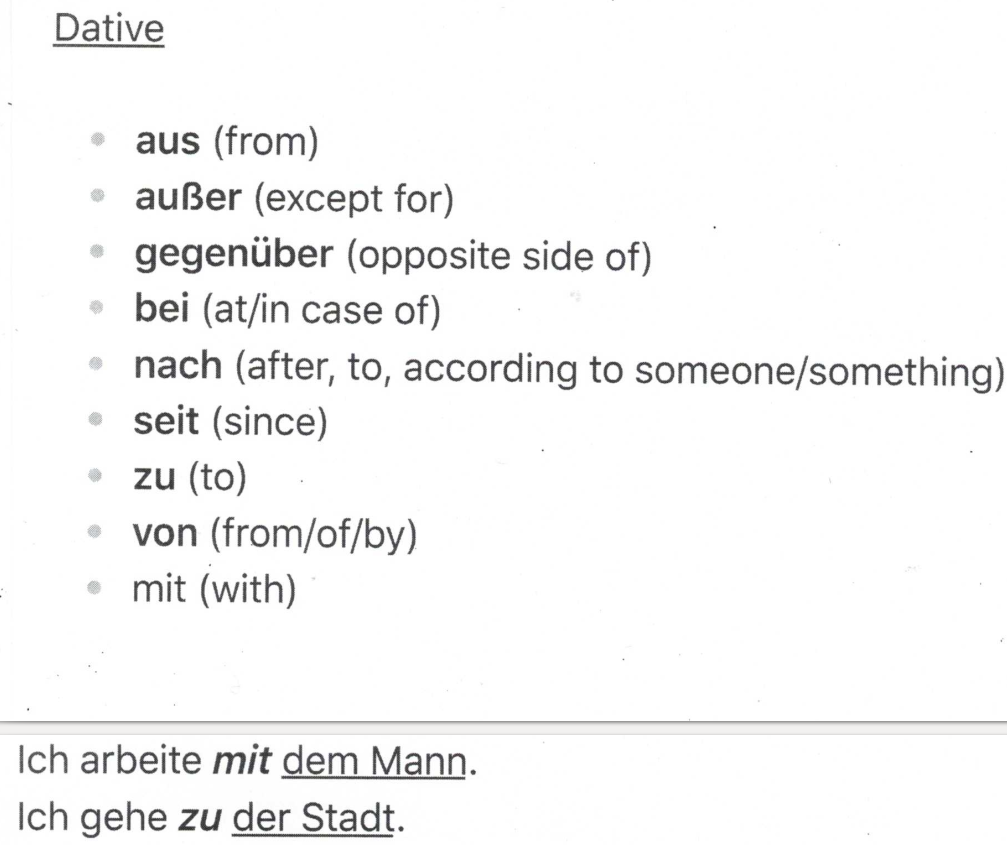 Dative
• aus (from)
• außer (except for)
• gegenüber (opposite side of)
• bei (at/in case of)
• nach (after, to, according to someone/something)
• seit (since)
• zu (to)
• von (from/of/by)
• mit (with)
Ich arbeite mit dem Mann.
Ich gehe zu der Stadt.